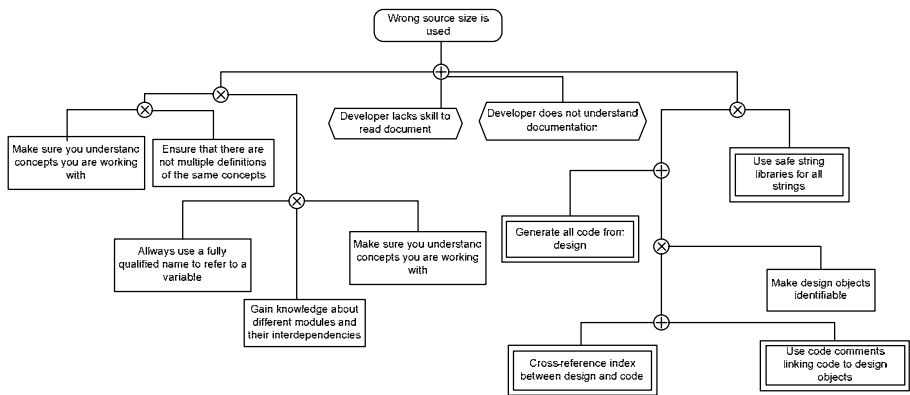 Wrong source size is
used
Developer lacks skill to
read document
Developer does not understand
documentation
Make sure you understanc
concepts you are working
with
Ensure that there are
not multiple definitions
of the same concepts
Use safe string
libraries for all
strings
Allways use a fully
qualified name to refer to a
variable
Make sure you understanc
concepts you are working
with
Generate all code from
design
Make design objects
identifiable
Gain knowledge about
different modules and
their interdependencies
Cross-reference index
between design and code
Use code comments
linking code to design
objects